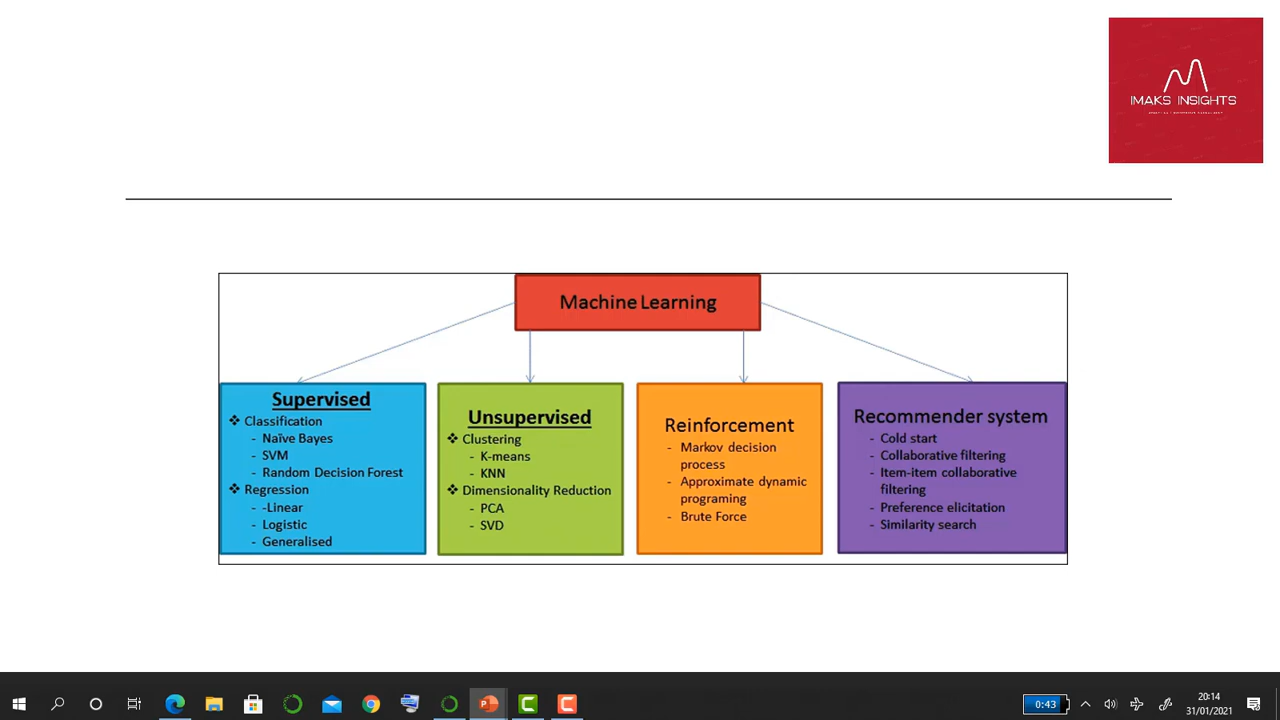 IMAKS INSIGHTS
Machine Learning
Supervised
❖ Classification
- Naïve Bayes
- SVM
- Random Decision Forest
❖ Regression
- -Linear
- Logistic
- Generalised
Unsupervised
❖ Clustering
- K-means
- KNN
❖ Dimensionality Reduction
- PCA
- SVD
Reinforcement
- Markov decision
process
- Approximate dynamic
programing
- Brute Force
Recommender system
- Cold start
- Collaborative filtering
- Item-item collaborative
filtering
- Preference elicitation
- Similarity search
0:43
20:14
31/01/2021